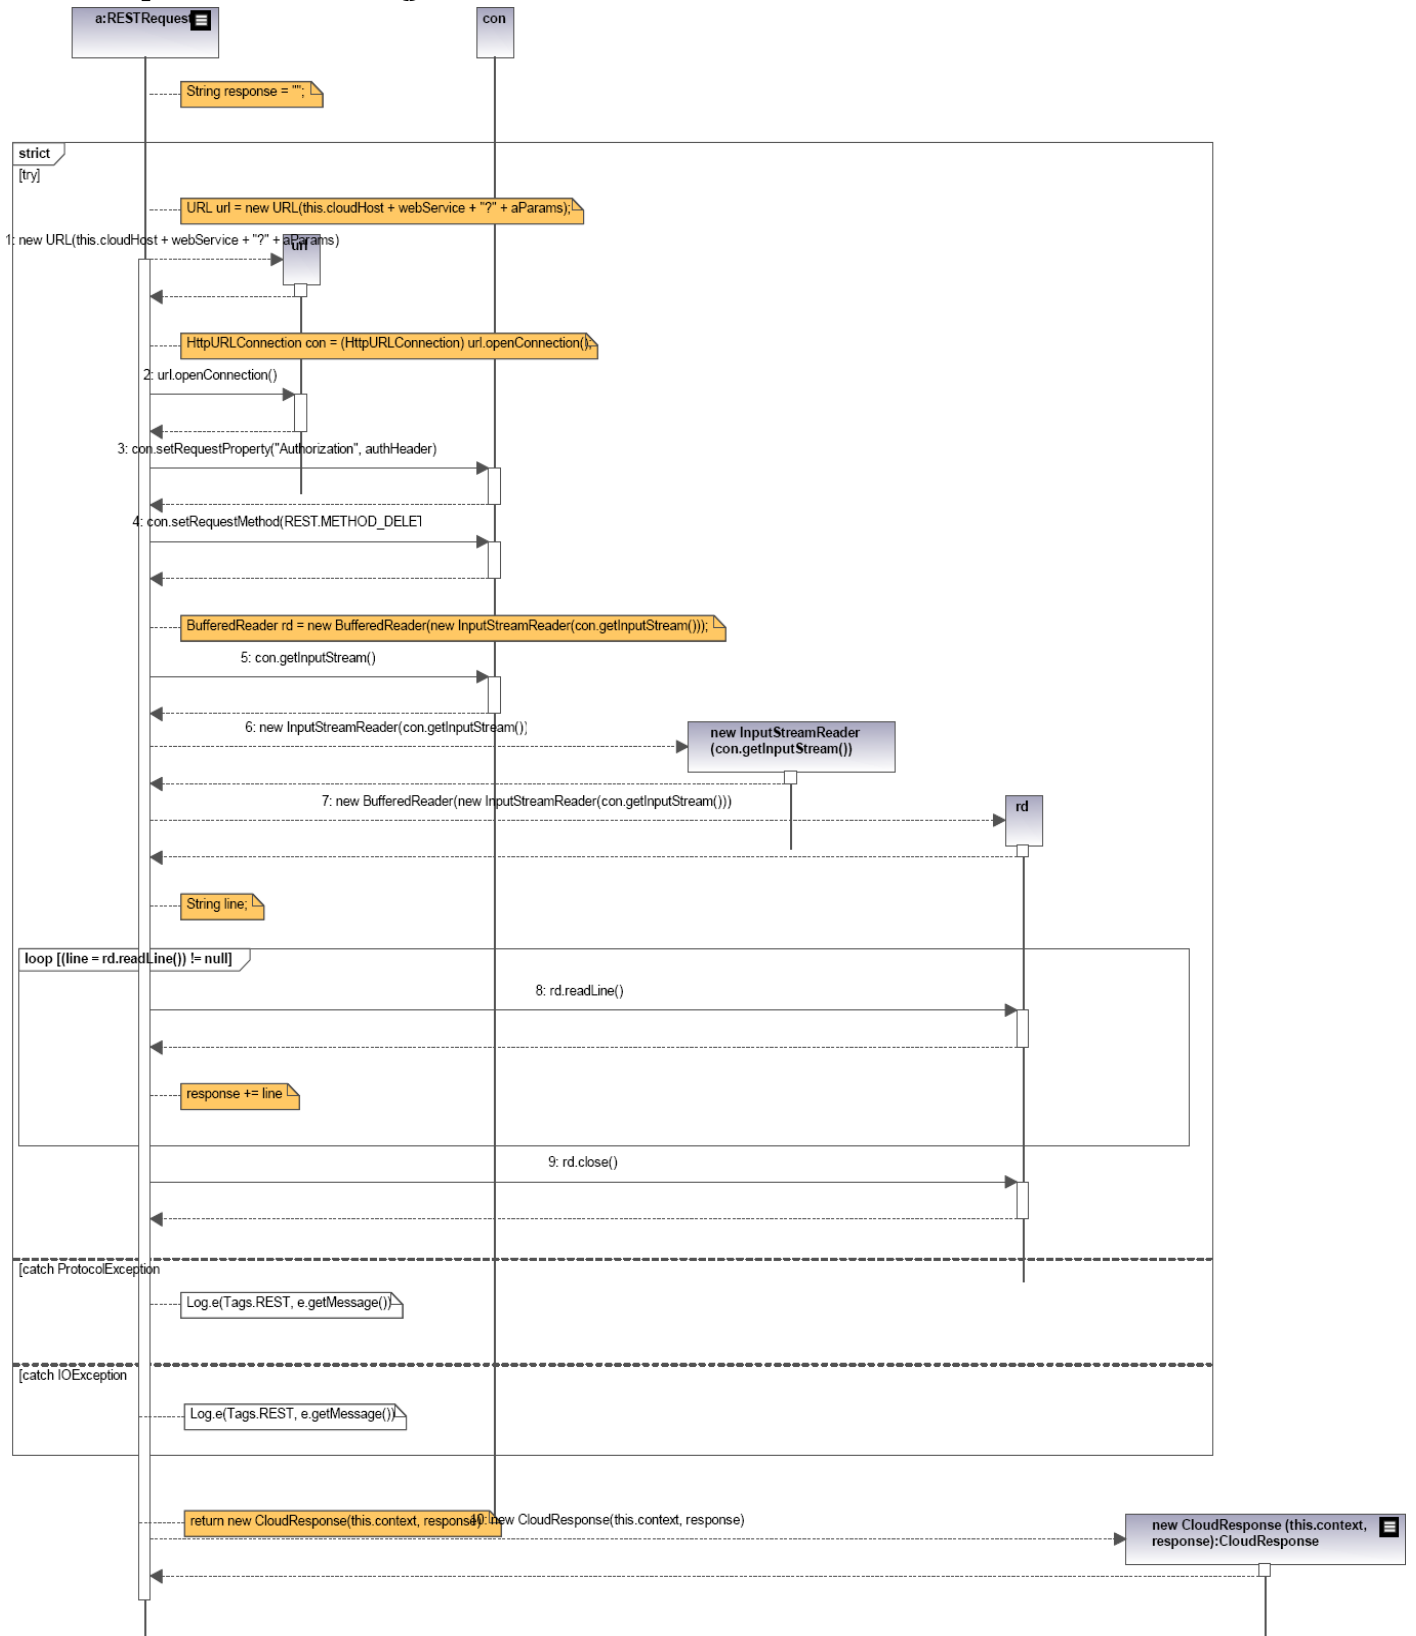 a:RESTRequest
con
String response = "";
strict
[try]
URL url = new URL(this.cloudHost + webService + "?" + aParams);
1: new URL(this.cloudHost + webService + "?" + aParams)
url
HttpURLConnection con = (HttpURLConnection) url.openConnection();
2: url.openConnection()
3: con.setRequestProperty("Authorization", authHeader)
4: con.setRequestMethod(REST.METHOD_DELET
BufferedReader rd = new BufferedReader(new InputStreamReader(con.getInputStream()));
5: con.getInputStream()
6: new InputStreamReader(con.getInputStream())
new InputStreamReader
(con.getInputStream())
7: new BufferedReader(new InputStreamReader(con.getInputStream()))
rd
String line;
loop [(line = rd.readLine()) != null]
8: rd.readLine()
response += line
9: rd.close()
[catch ProtocolException
Log.e(Tags.REST, e.getMessage())
[catch IOException
Log.e(Tags.REST, e.getMessage())
return new CloudResponse(this.context, response)
10: new CloudResponse(this.context, response)
new CloudResponse (this.context,
response):CloudResponse